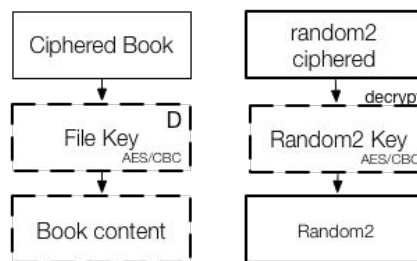 Ciphered Book
D
File Key
AES/CBC
Book content
random2
ciphered
decrypt
Random2 Key
AES/CBC
Random2